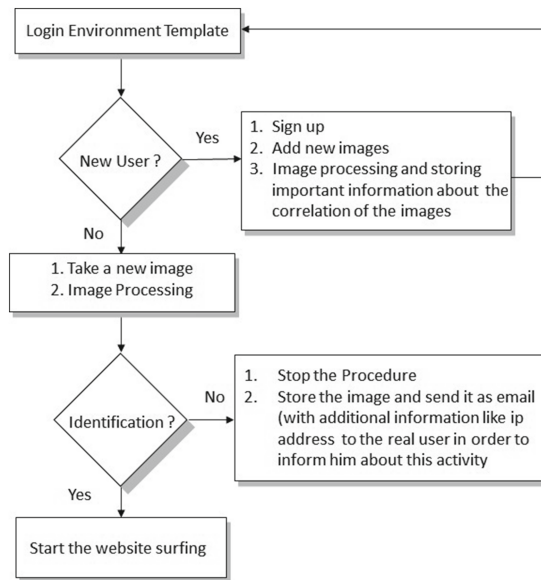 Login Environment Template
New User ?
Yes
1. Sign up
2. Add new images
3. Image processing and storing
important information about the
correlation of the images
No
1. Take a new image
2. Image Processing
Identification ?
No
1. Stop the Procedure
2. Store the image and send it as email
(with additional information like ip
address to the real user in order to
inform him about this activity
Yes
Start the website surfing